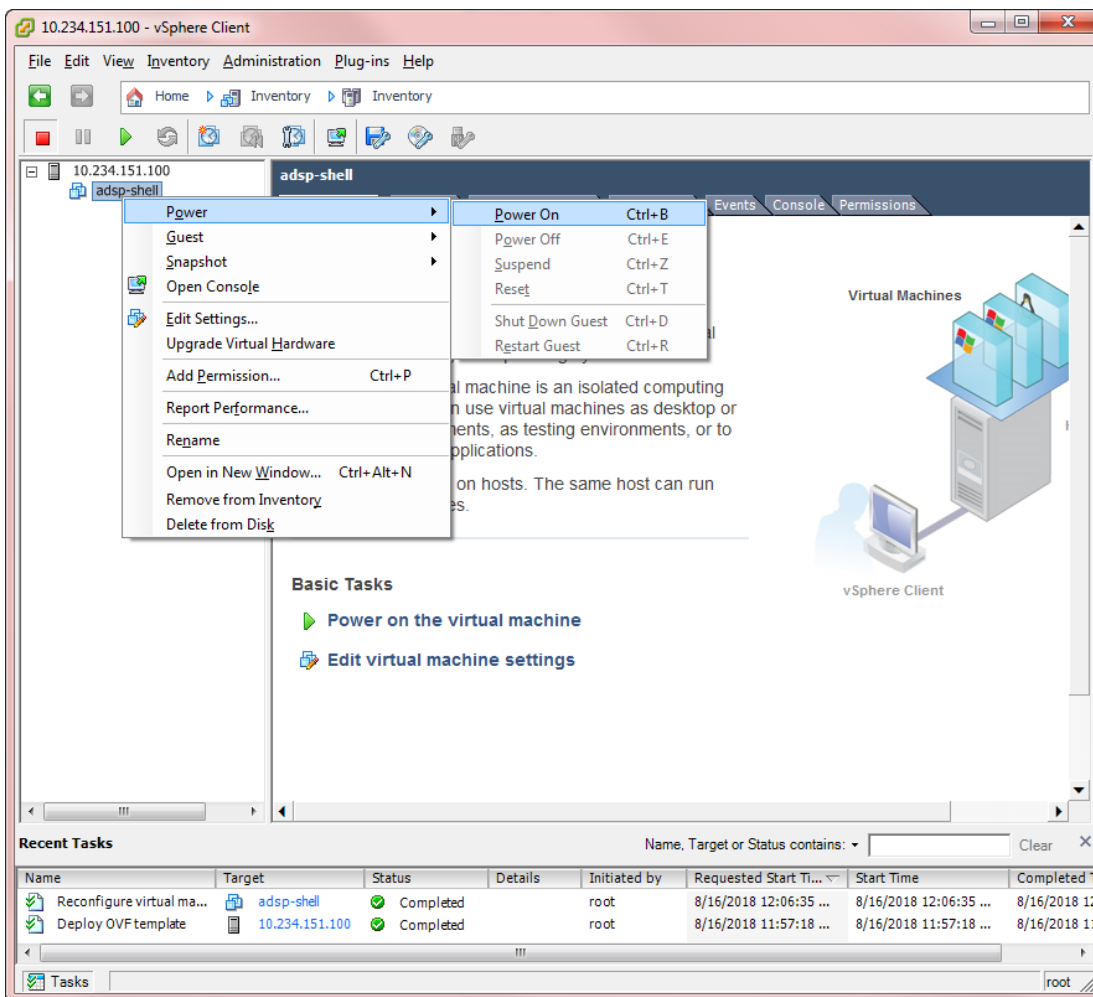 10.234.151.100 - vSphere Client
File Edit View Inventory Administration Plug-ins Help
Home Inventory Inventory
10.234.151.100
adsp-shell
adsp-shell
Events Console Permissions
Power
Guest
Snapshot
Open Console
Edit Settings...
Upgrade Virtual Hardware
Add Permission... Ctrl+P
Report Performance...
Rename
Open in New Window... Ctrl+Alt+N
Remove from Inventory
Delete from Disk
Power On Ctrl+B
Power Off Ctrl+E
Suspend Ctrl+Z
Reset Ctrl+T
Shut Down Guest Ctrl+D
Restart Guest Ctrl+R
machine is an isolated computing
use virtual machines as desktop or
as testing environments, or to
on hosts. The same host can run
Virtual Machines
vSphere Client
Basic Tasks
Power on the virtual machine
Edit virtual machine settings
Recent Tasks Name, Target or Status contains: Clear
Name Target Status Details Initiated by Requested Start Ti... Start Time Completed
Reconfigure virtual ma... adsp-shell Completed root 8/16/2018 12:06:35 ... 8/16/2018 12:06:35 ... 8/16/2018
Deploy OVF template 10.234.151.100 Completed root 8/16/2018 11:57:18 ... 8/16/2018 11:57:18 ... 8/16/2018
Tasks root